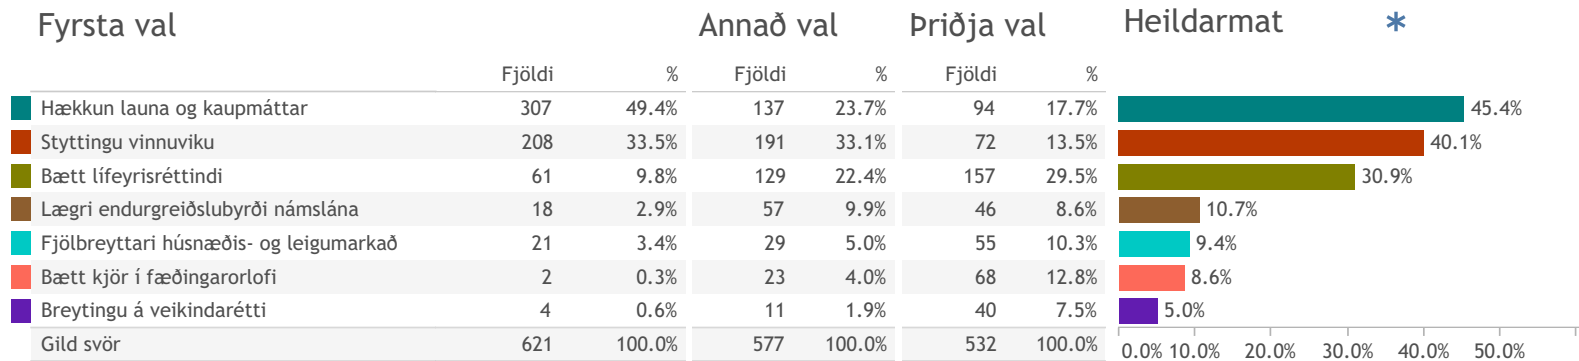 Fyrsta val Annað val Þriðja val Heildarmat *
Fjöldi % Fjöldi % Fjöldi %
Hækkun launa og kaupmáttar 307 49.4% 137 23.7% 94 17.7% 45.4%
Styttingu vinnuviku 208 33.5% 191 33.1% 72 13.5% 40.1%
Bætt lífeyrisréttindi 61 9.8% 129 22.4% 157 29.5% 30.9%
Lægri endurgreiðslubyrði námslána 18 2.9% 57 9.9% 46 8.6% 10.7%
Fjölbreyttari húsnæðis- og leigumarkað 21 3.4% 29 5.0% 55 10.3% 9.4%
Bætt kjör í fæðingarorlofi 2 0.3% 23 4.0% 68 12.8% 8.6%
Breytingu á veikindarétti 4 0.6% 11 1.9% 40 7.5% 5.0%
Gild svör 621 100.0% 577 100.0% 532 100.0% 0.0% 10.0% 20.0% 30.0% 40.0% 50.0%